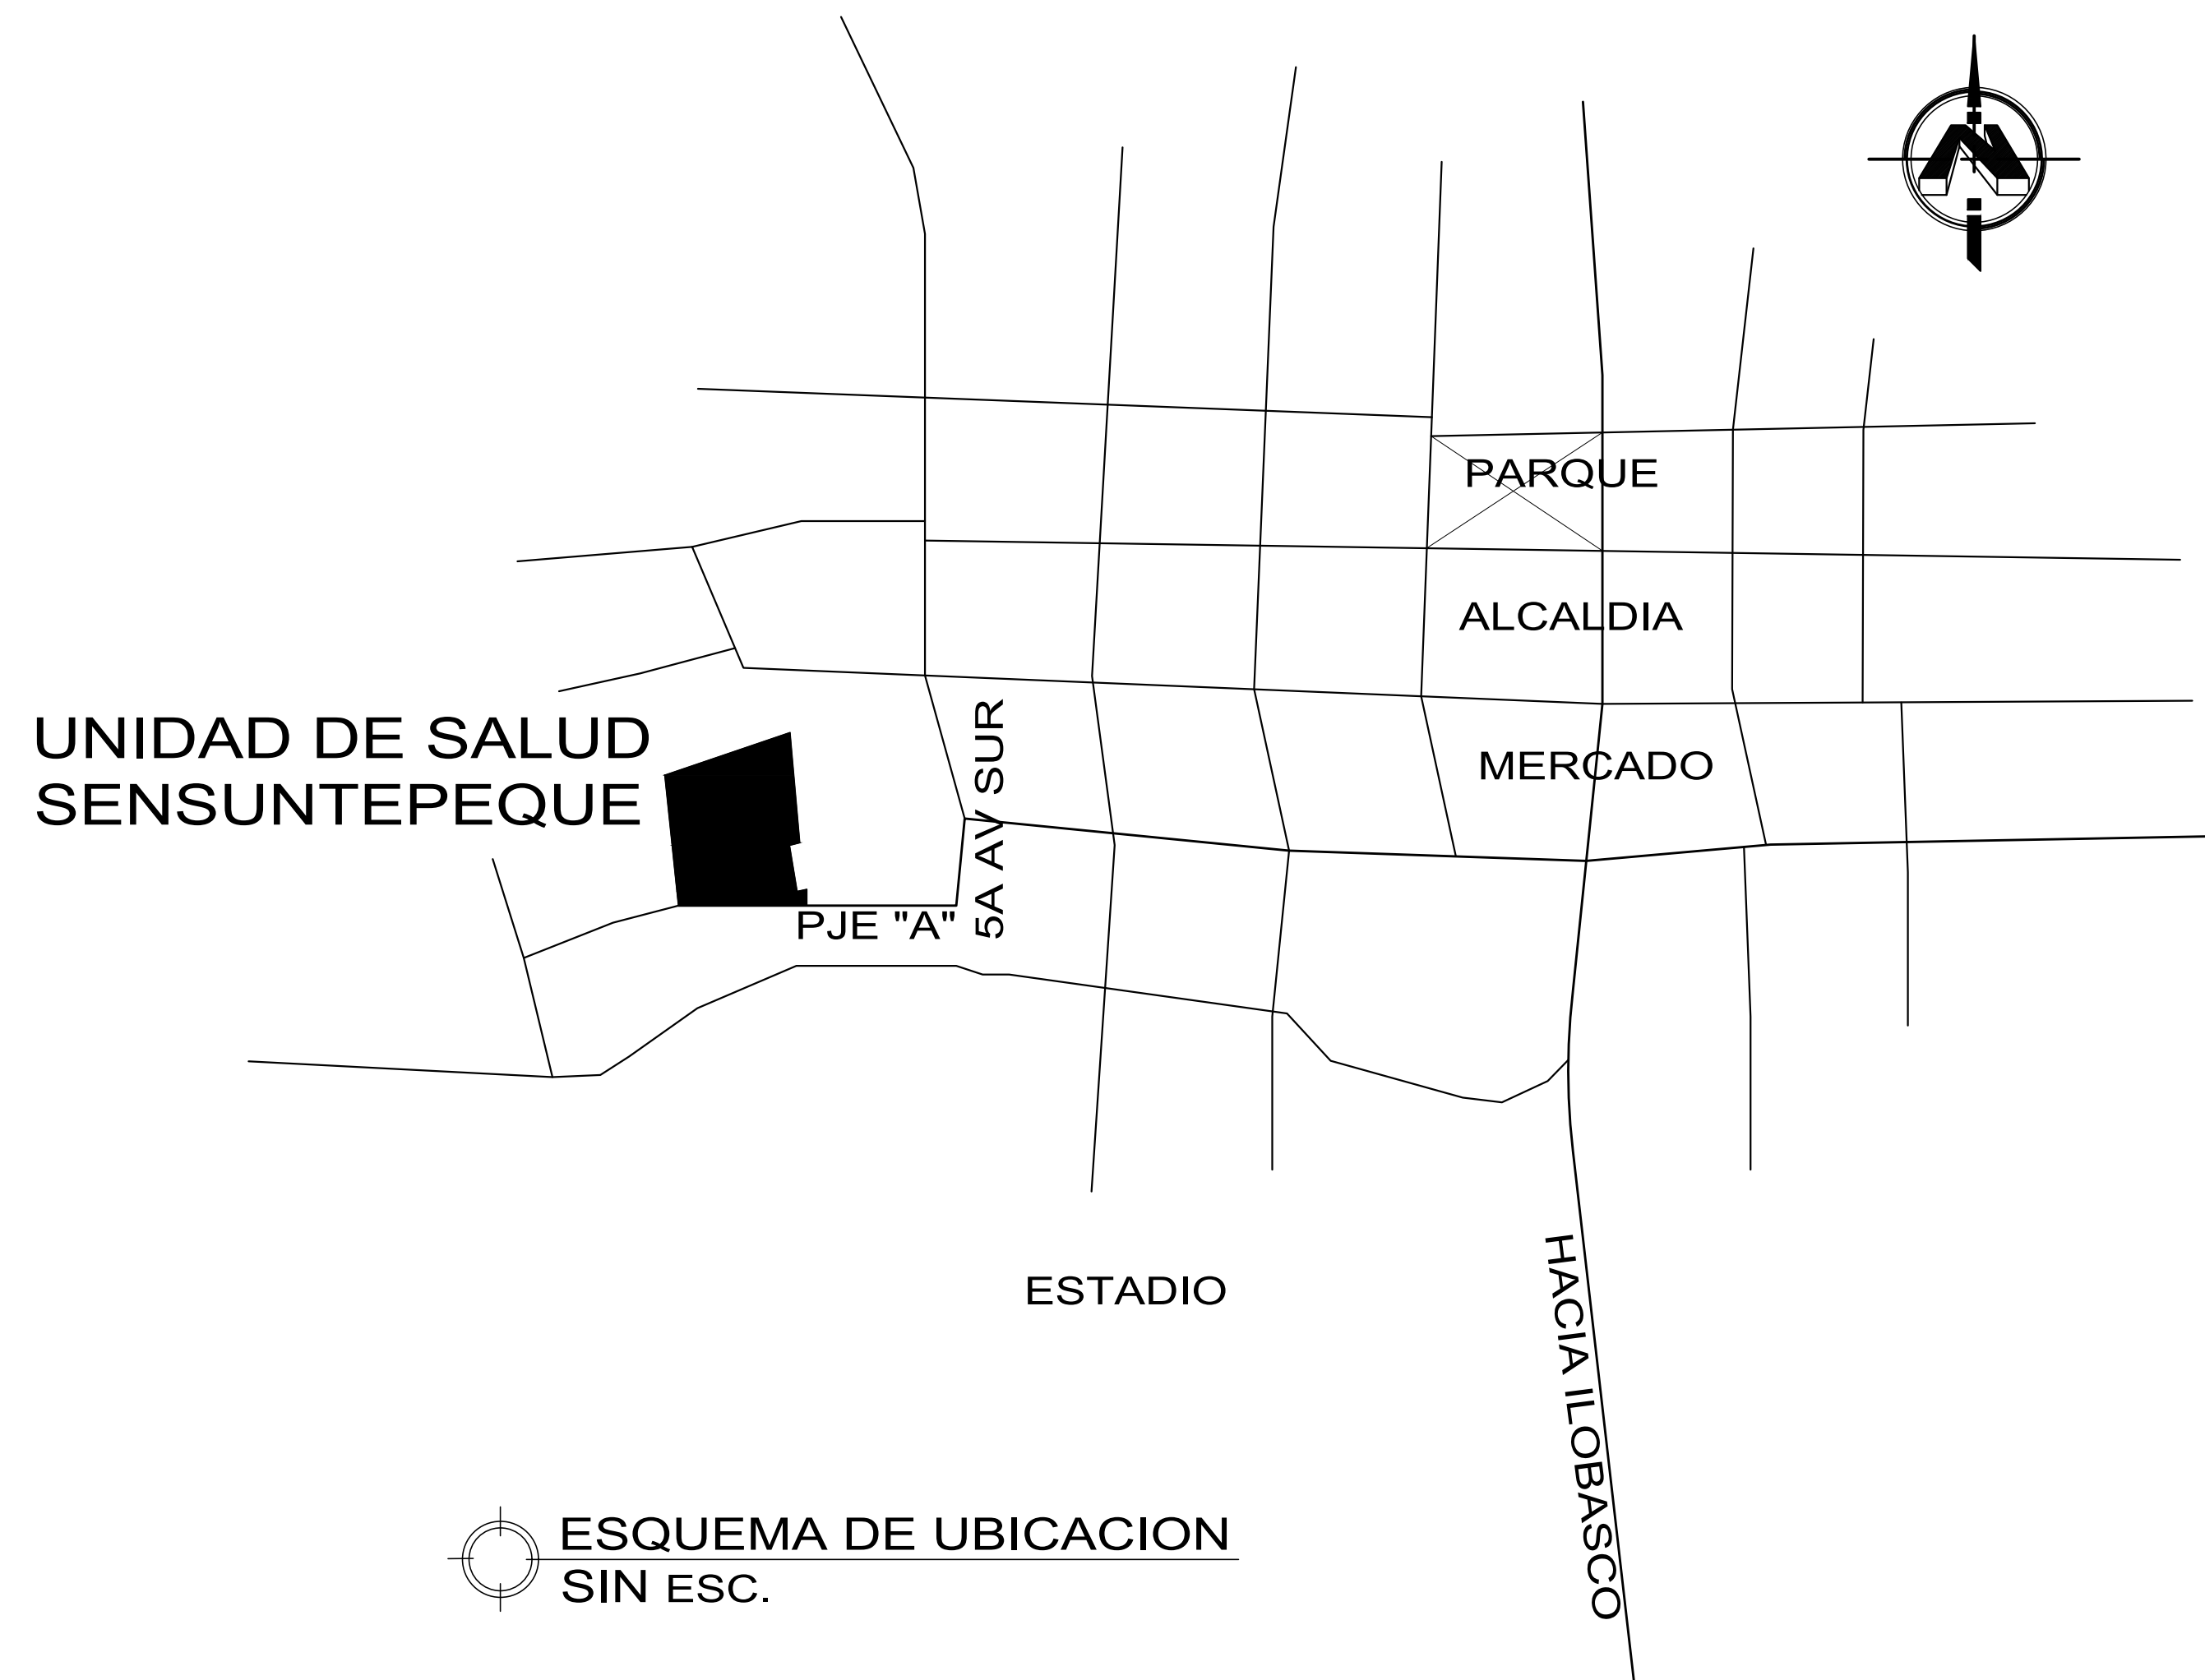 N
PARQUE
ALCALDIA
UNIDAD DE SALUD
SENSUNTEPEQUE
MERCADO
5A AV SUR
PJE "A"
ESTADIO
HACIA ILOBASCO
ESQUEMA DE UBICACION
SIN ESC.